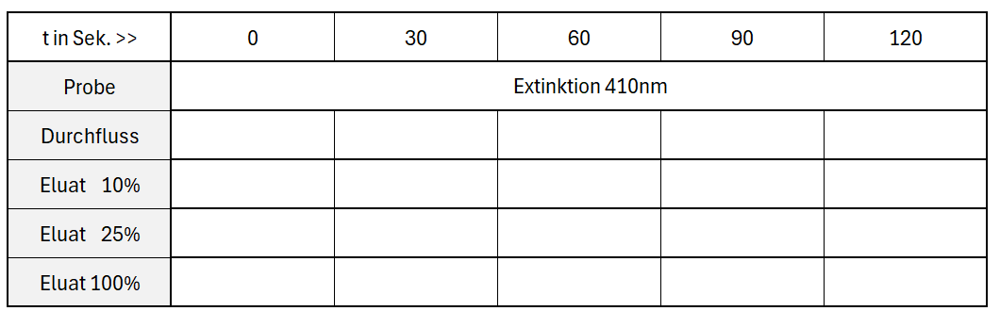 t in Sek. >> 0 30 60 90 120
Probe Extinktion 410nm
Durchfluss
Eluat 10%
Eluat 25%
Eluat 100%